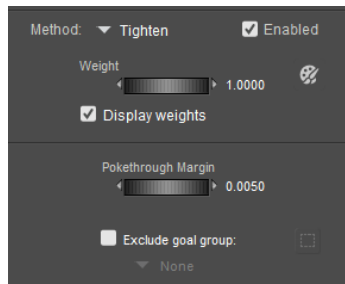 Method: Tighten Enabled
Weight
1.0000
Display weights
Pokethrough Margin
0.0050
Exclude goal group:
None